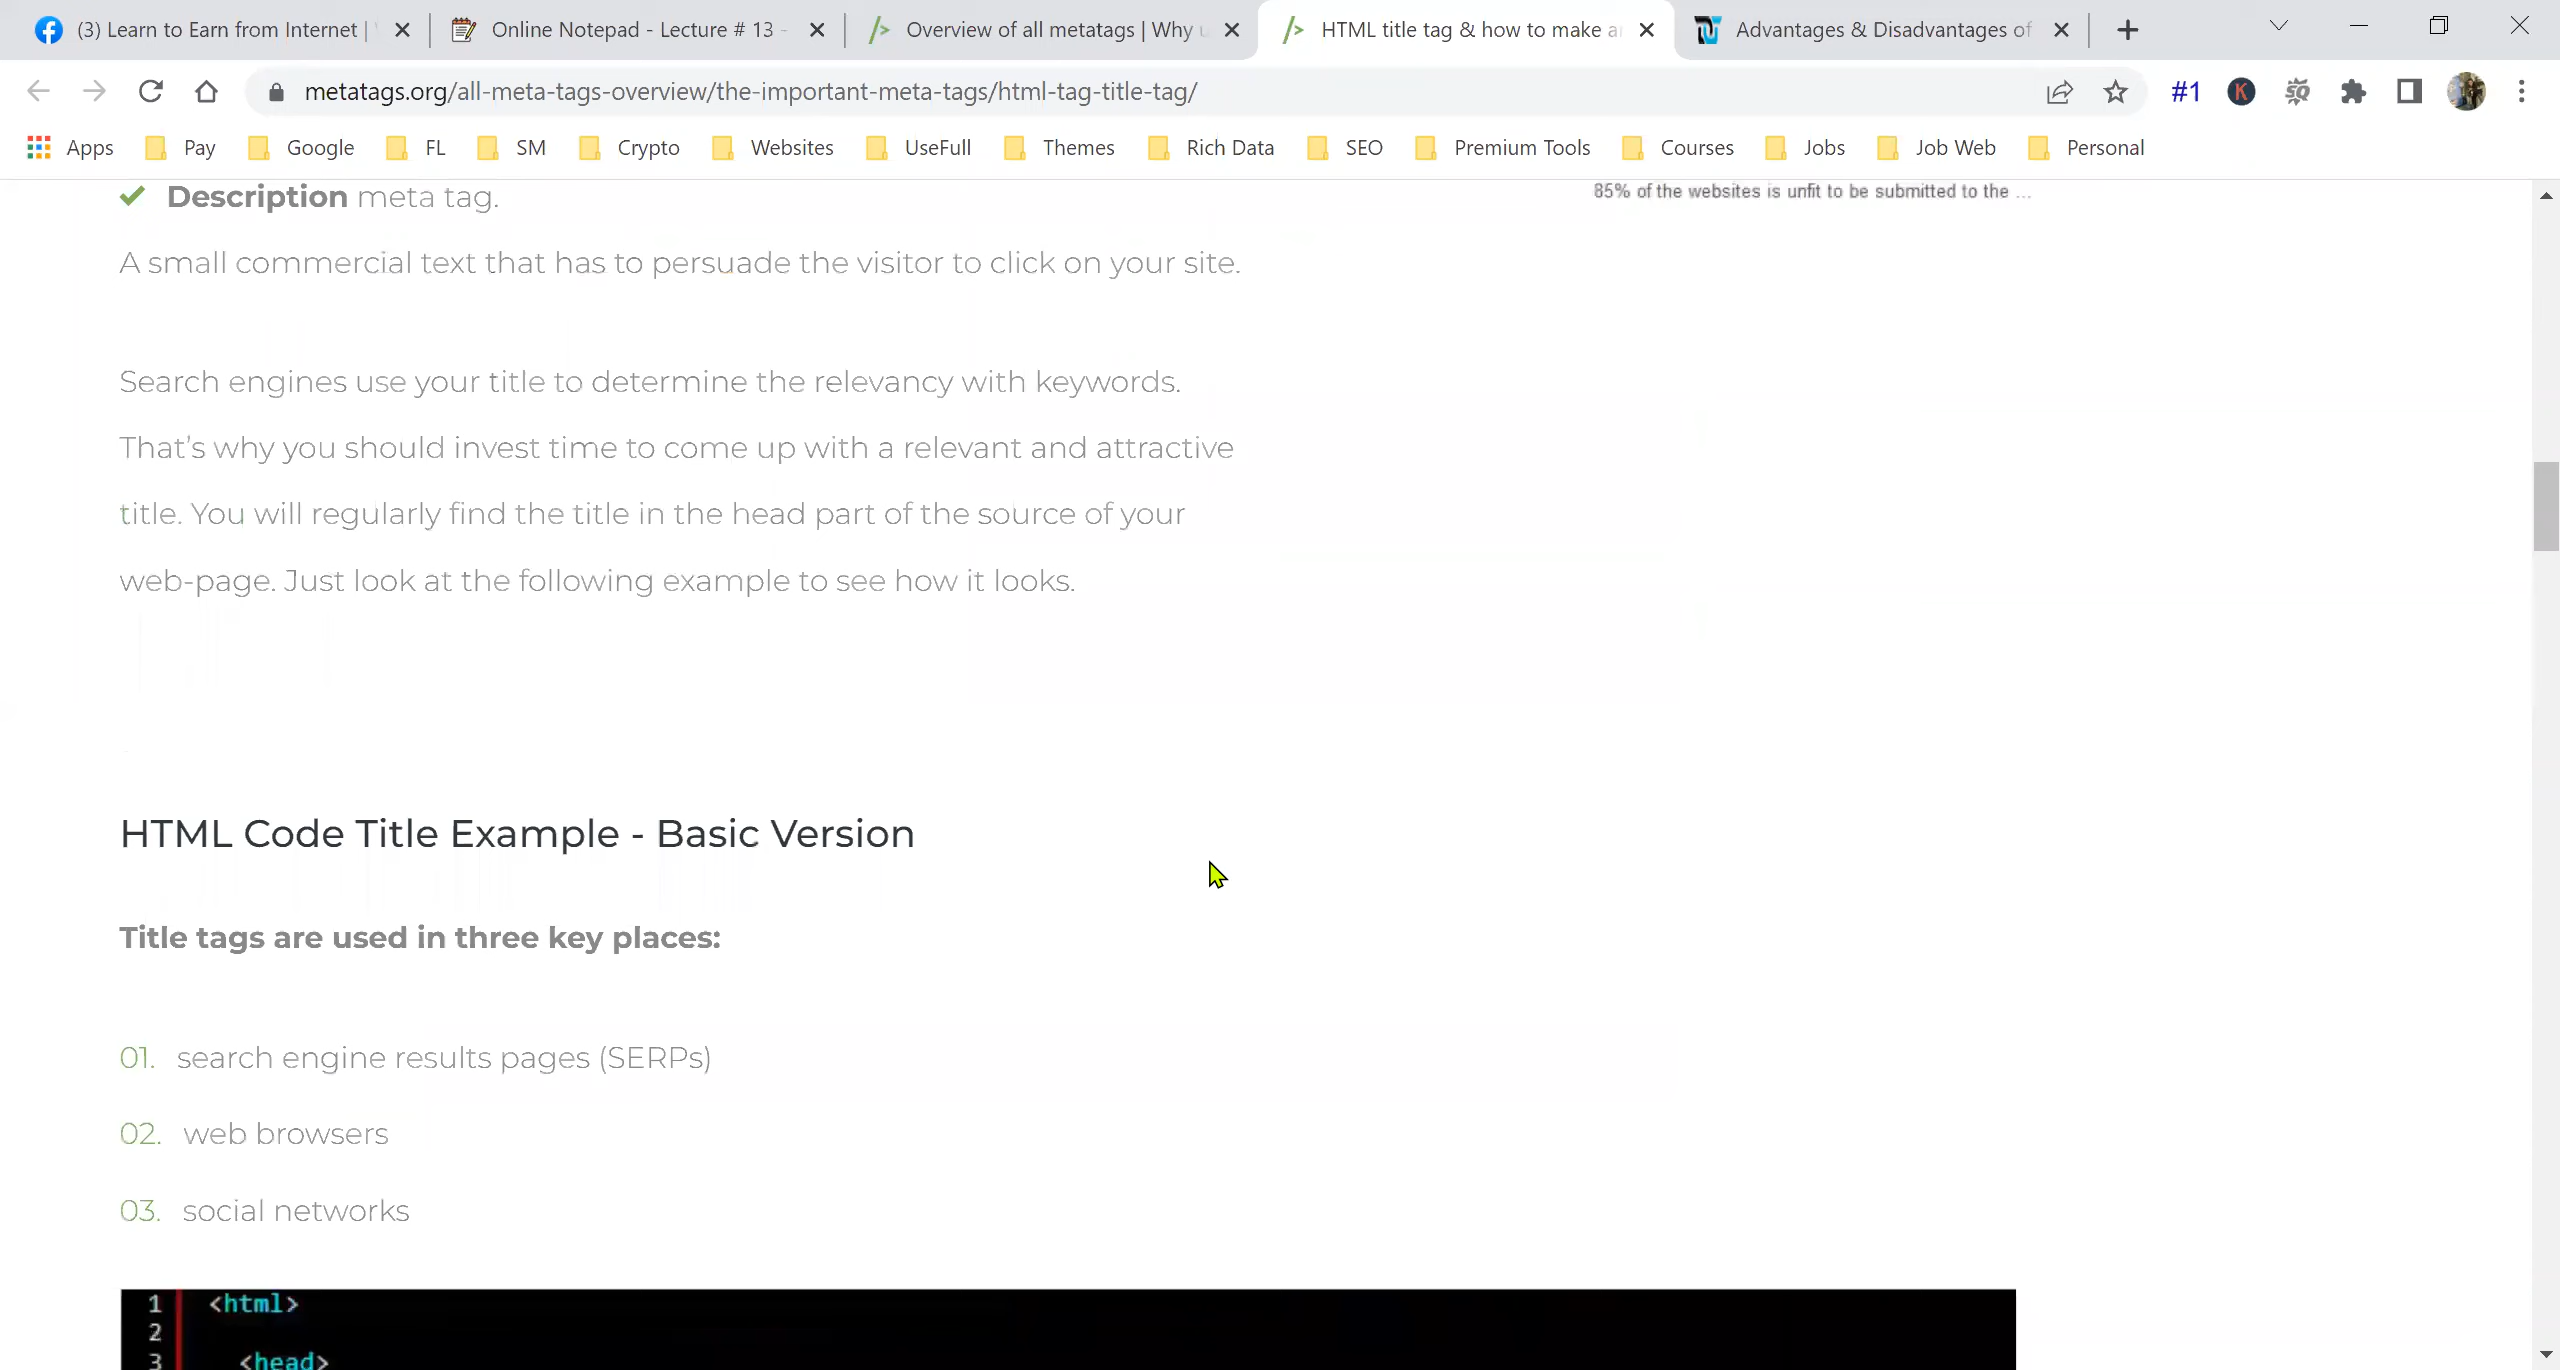 (3) Learn to Earn from Internet |
Online Notepad - Lecture # 13 -
Overview of all metatags | Why u
HTML title tag & how to make a
Advantages & Disadvantages of
metatags.org/all-meta-tags-overview/the-important-meta-tags/html-tag-title-tag/
#1
K
SQ
Apps
Pay
Google
FL
SM
Crypto
Websites
UseFull
Themes
Rich Data
SEO
Premium Tools
Courses
Jobs
Job Web
Personal
Description meta tag.
85% of the websites is unfit to be submitted to the ...
A small commercial text that has to persuade the visitor to click on your site.
Search engines use your title to determine the relevancy with keywords.
That's why you should invest time to come up with a relevant and attractive
title. You will regularly find the title in the head part of the source of your
web-page. Just look at the following example to see how it looks.
HTML Code Title Example - Basic Version
Title tags are used in three key places:
01. search engine results pages (SERPs)
02. web browsers
03. social networks
1 <html>
2
3 <head>